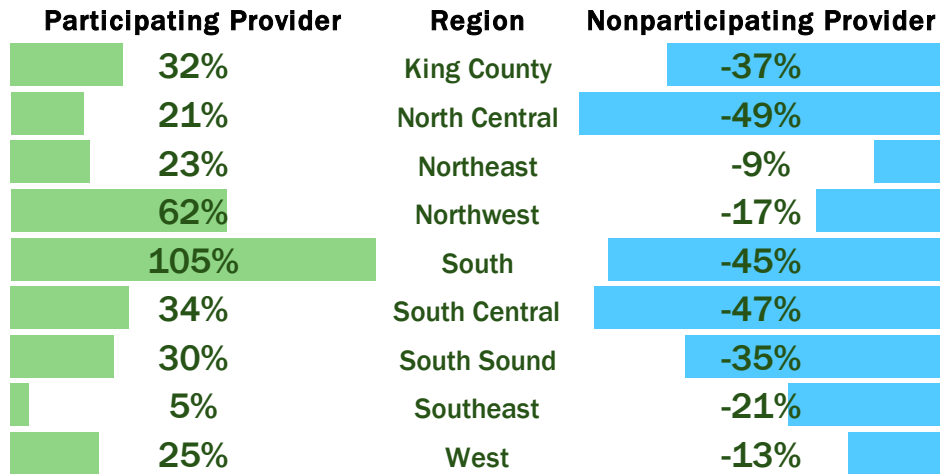 Participating Provider Region Nonparticipating Provider
32% King County -37%
21% North Central -49%
23% Northeast -9%
62% Northwest -17%
105% South -45%
34% South Central -47%
30% South Sound -35%
5% Southeast -21%
25% West -13%